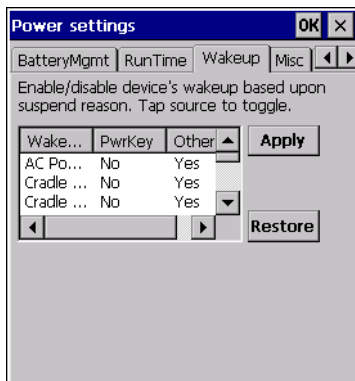 Power settings OK ×
BatteryMgmt RunTime Wakeup Misc
Enable/disable device's wakeup based upon
suspend reason. Tap source to toggle.
Wake... PwrKey Other
AC Po... No Yes
Cradle ... No Yes
Cradle ... No Yes
Apply
Restore